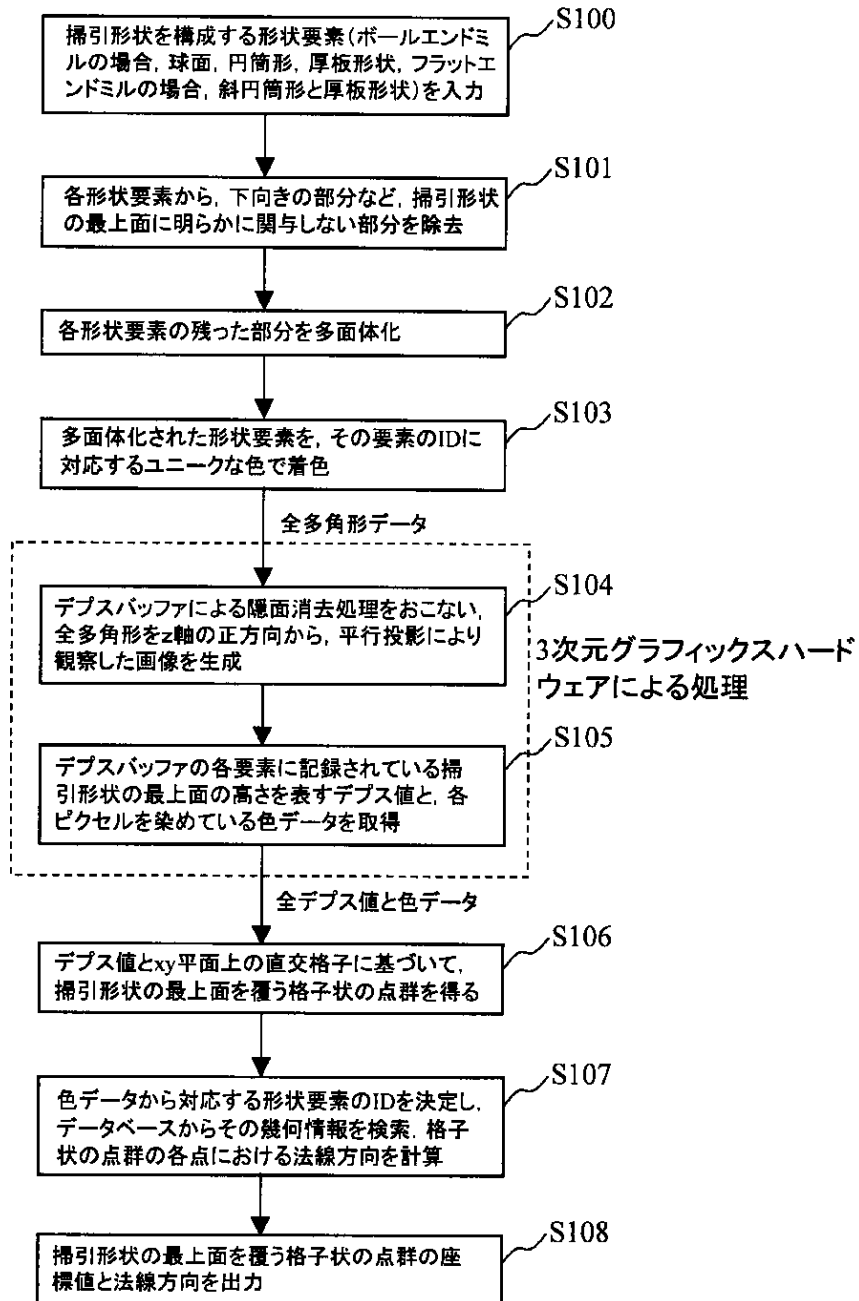 S100
掃引形状を構成する形状要素(ボールエンドミ
ルの場合, 球面, 円筒形, 厚板形状, フラットエ
ンドミルの場合, 斜円筒形と厚板形状)を入力
S101
各形状要素から, 下向きの部分など, 掃引形状
の最上面に明らかに関与しない部分を除去
S102
各形状要素の残った部分を多面体化
S103
多面体化された形状要素を, その要素のIDに
対応するユニークな色で着色
全多角形データ
S104
デプスバッファによる隠面消去処理をおこない,
全多角形をz軸の正方向から, 平行投影により
観察した画像を生成
3次元グラフィックスハード
ウェアによる処理
S105
デプスバッファの各要素に記録されている掃
引形状の最上面の高さを表すデプス値と, 各
ピクセルを染めている色データを取得
全デプス値と色データ
S106
デプス値とxy平面上の直交格子に基づいて,
掃引形状の最上面を覆う格子状の点群を得る
S107
色データから対応する形状要素のIDを決定し,
データベースからその幾何情報を検索. 格子
状の点群の各点における法線方向を計算
S108
掃引形状の最上面を覆う格子状の点群の座
標値と法線方向を出力